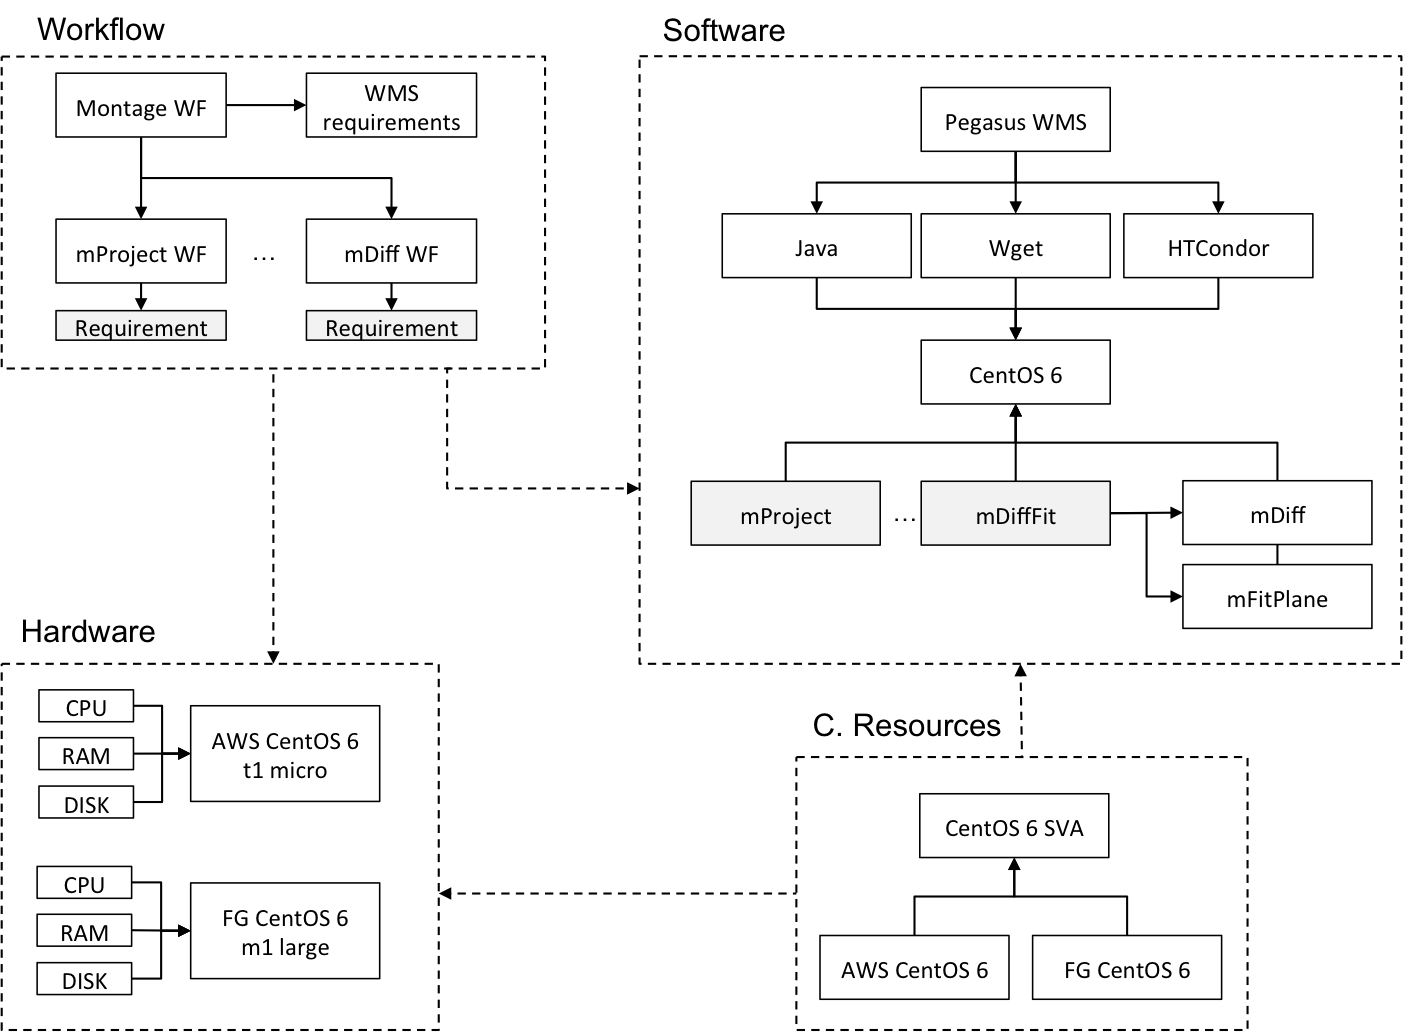 Workflow
Montage WF
WMS
requirements
mProject WF
...
mDiff WF
Requirement
Requirement
Software
Pegasus WMS
Java
Wget
HTCondor
CentOS 6
mProject
...
mDiffFit
mDiff
mFitPlane
Hardware
CPU
RAM
DISK
AWS CentOS 6
t1 micro
CPU
RAM
DISK
FG CentOS 6
m1 large
C. Resources
CentOS 6 SVA
AWS CentOS 6
FG CentOS 6